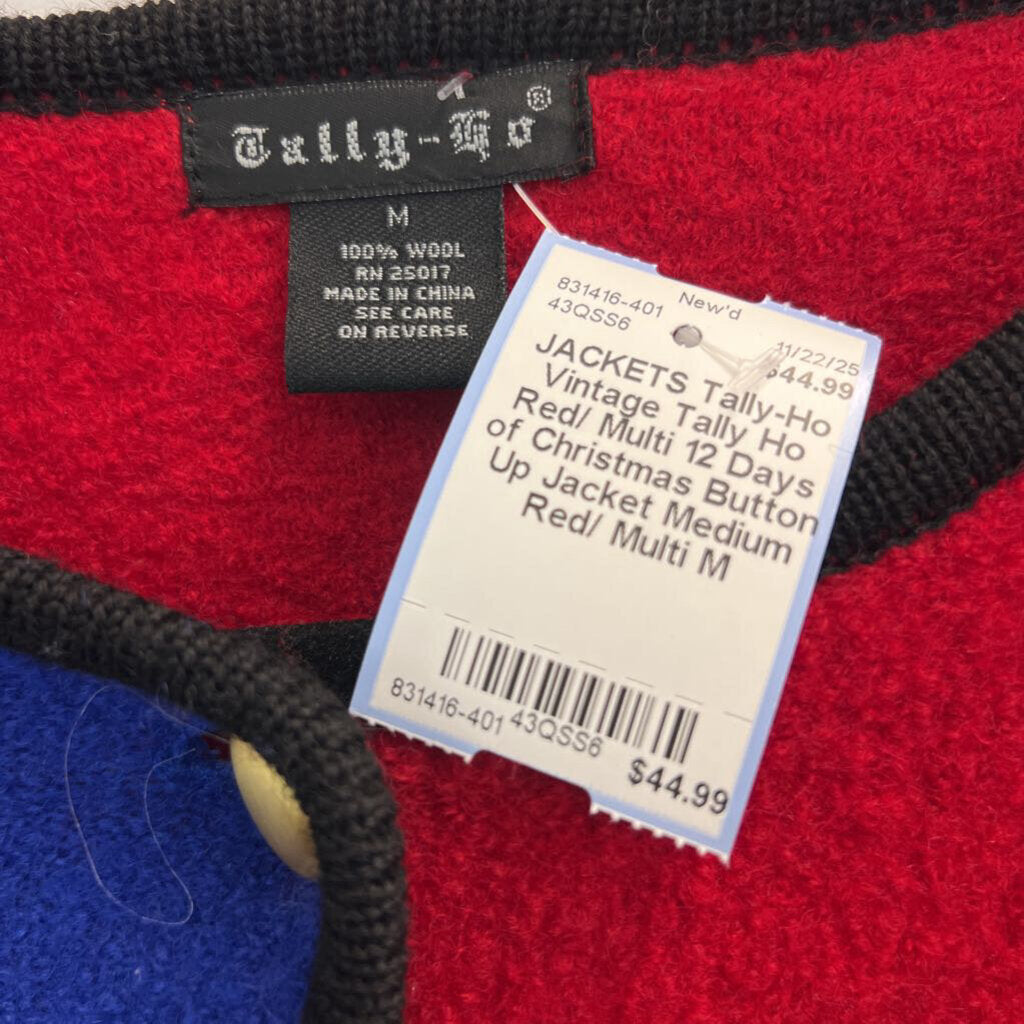 Tally-Ho®
M
100% WOOL
RN 25017
MADE IN CHINA
SEE CARE
ON REVERSE
831416-401 New'd
43QSS6 11/22/25
$44.99
JACKETS Tally-Ho
Vintage Tally Ho
Red/ Multi 12 Days
of Christmas Button
Up Jacket Medium
Red/ Multi M
831416-401 43QSS6
$44.99